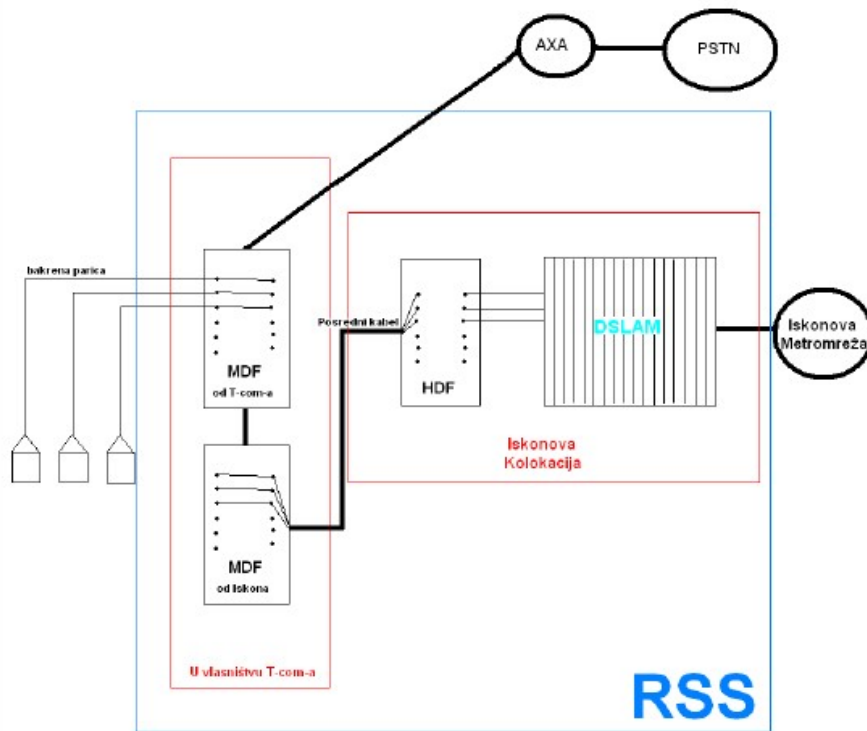 AXA
PSTN
bakrena parica
MDF
od T-com-a
Posredni kabel
HDF
DSLAM
Iskonova
Metromreža
Iskonova
Kolokacija
MDF
od Iskona
U vlasništvu T-com-a
RSS